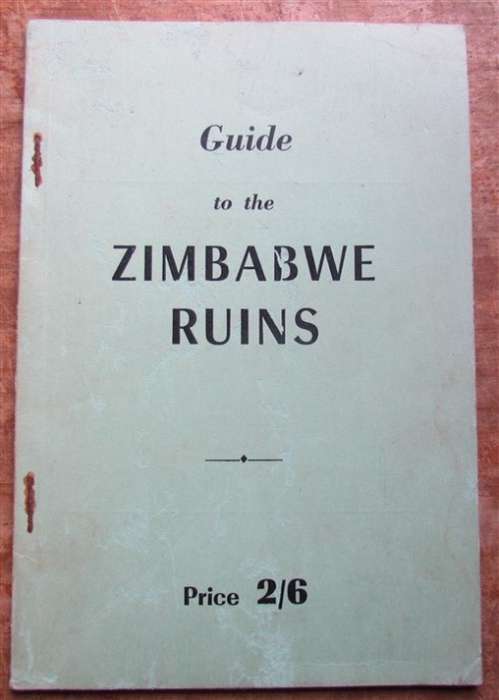 Guide
to the
ZIMBABWE
RUINS
Price 2/6